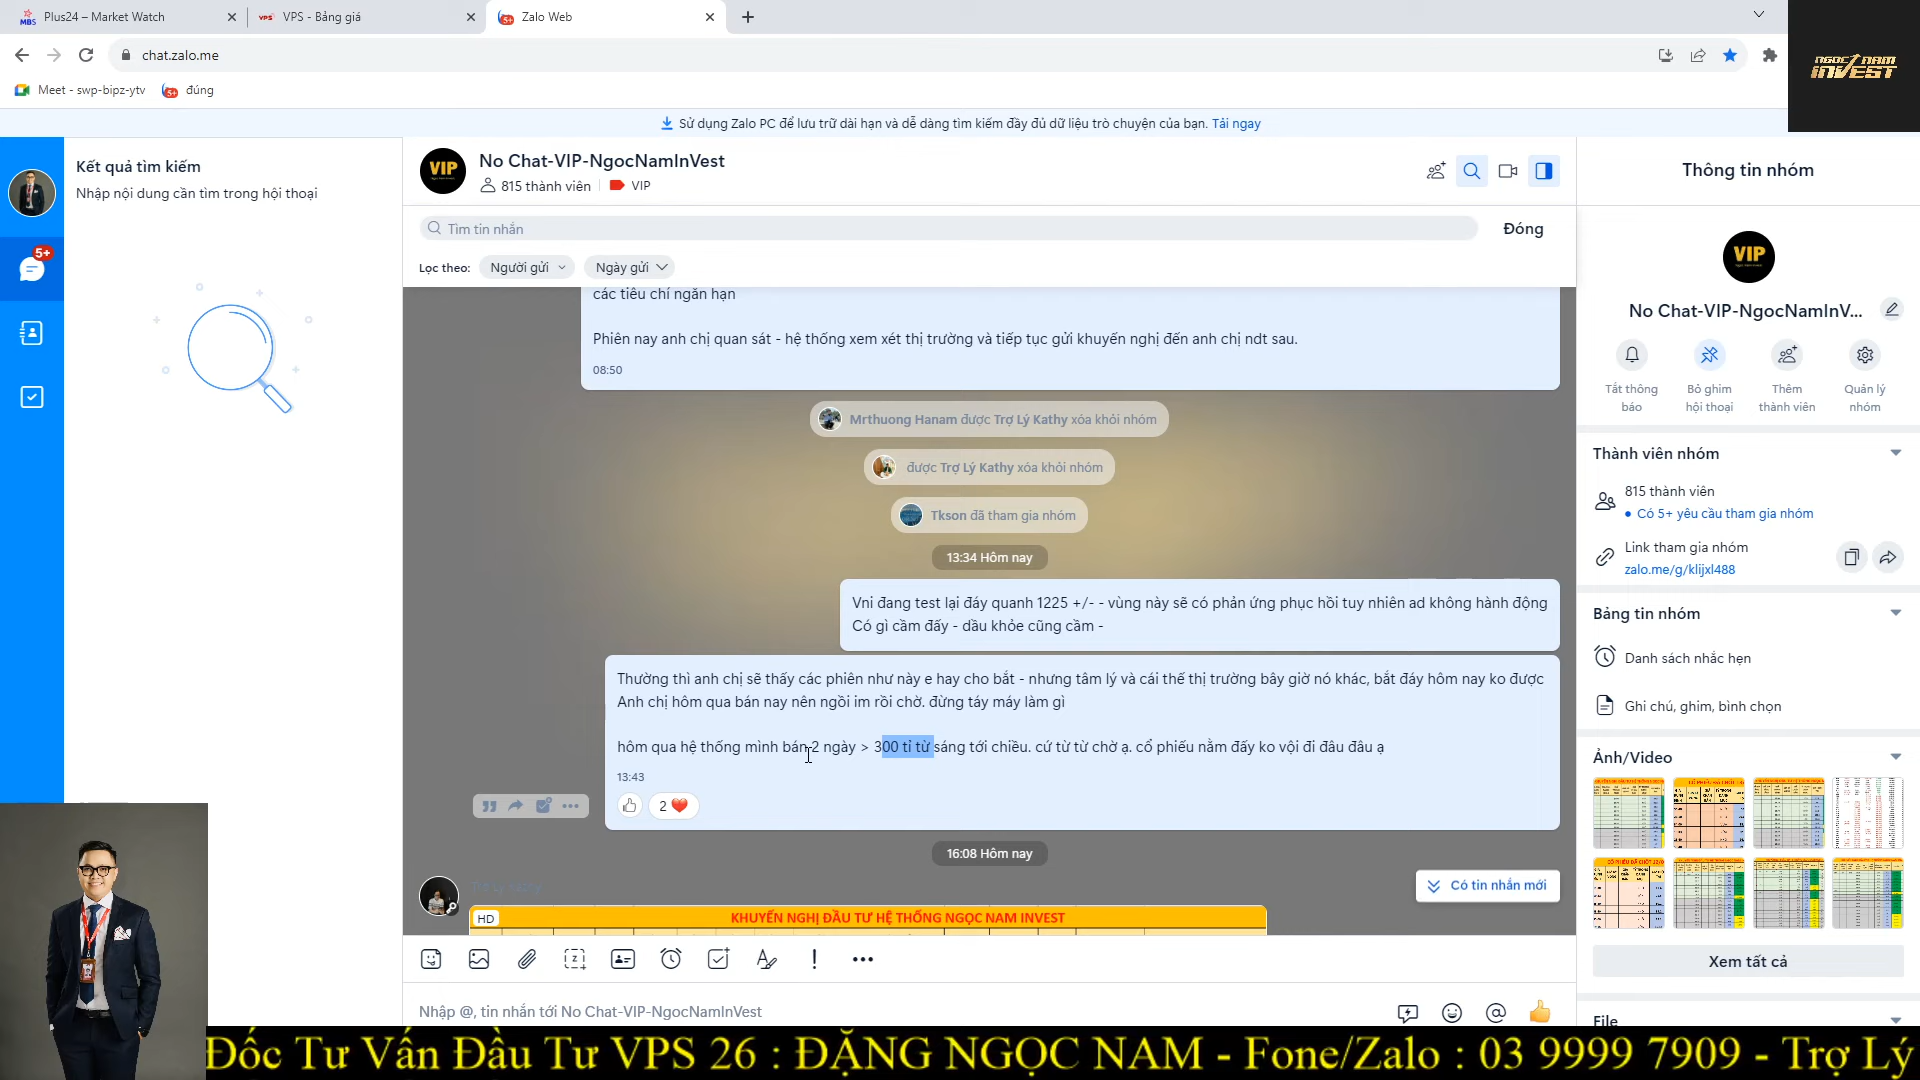 Plus24 – Market Watch
VPS - Bảng giá
Zalo Web
chat.zalo.me
Meet - swp-bipz-ytv
đúng
NGOC NAM
INVEST
Sử dụng Zalo PC để lưu trữ dài hạn và dễ dàng tìm kiếm đầy đủ dữ liệu trò chuyện của bạn. Tải ngay
Kết quả tìm kiếm
Nhập nội dung cần tìm trong hội thoại
5+
VIP
No Chat-VIP-NgocNamInVest
815 thành viên
VIP
Tìm tin nhắn
Đóng
Lọc theo:
Người gửi
Ngày gửi
các tiêu chí ngắn hạn
Phiên nay anh chị quan sát - hệ thống xem xét thị trường và tiếp tục gửi khuyến nghị đến anh chị ndt sau.
08:50
Mrthuong Hanam được Trợ Lý Kathy xóa khỏi nhóm
được Trợ Lý Kathy xóa khỏi nhóm
Tkson đã tham gia nhóm
13:34 Hôm nay
Vni đang test lại đáy quanh 1225 +/- - vùng này sẽ có phản ứng phục hồi tuy nhiên ad không hành động
Có gì cầm đấy - dầu khỏe cũng cầm -
Thường thì anh chị sẽ thấy các phiên như này e hay cho bắt - nhưng tâm lý và cái thế thị trường bây giờ nó khác, bắt đáy hôm nay ko được
Anh chị hôm qua bán nay nên ngồi im rồi chờ. đừng táy máy làm gì
hôm qua hệ thống mình bán 2 ngày > 300 tỉ từ sáng tới chiều. cứ từ từ chờ ạ. cổ phiếu nằm đấy ko vội đi đâu đâu ạ
13:43
2
16:08 Hôm nay
Có tin nhắn mới
HD
KHUYẾN NGHỊ ĐẦU TƯ HỆ THỐNG NGỌC NAM INVEST
Nhập @, tin nhắn tới No Chat-VIP-NgocNamInVest
Thông tin nhóm
VIP
No Chat-VIP-NgocNamInV...
Tắt thông báo
Bỏ ghim hội thoại
Thêm thành viên
Quản lý nhóm
Thành viên nhóm
815 thành viên
Có 5+ yêu cầu tham gia nhóm
Link tham gia nhóm
zalo.me/g/klijxl488
Bảng tin nhóm
Danh sách nhắc hẹn
Ghi chú, ghim, bình chọn
Ảnh/Video
Xem tất cả
File
Đốc Tư Vấn Đầu Tư VPS 26 : ĐẶNG NGỌC NAM - Fone/Zalo : 03 9999 7909 - Trợ Lý